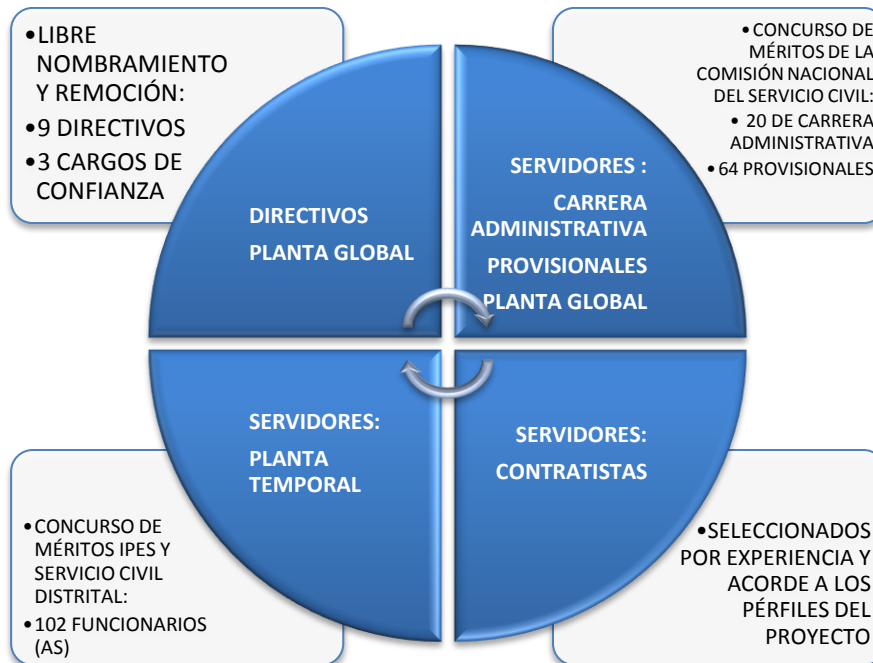 •LIBRE
NOMBRAMIENTO
Y REMOCIÓN:
•9 DIRECTIVOS
•3 CARGOS DE
CONFIANZA
•CONCURSO DE
MÉRITOS DE LA
COMISIÓN NACIONAL
DEL SERVICIO CIVIL:
• 20 DE CARRERA
ADMINISTRATIVA
•64 PROVISIONALES
DIRECTIVOS
PLANTA GLOBAL
SERVIDORES :
CARRERA
ADMINISTRATIVA
PROVISIONALES
PLANTA GLOBAL
SERVIDORES:
PLANTA
TEMPORAL
SERVIDORES:
CONTRATISTAS
•CONCURSO DE
MÉRITOS IPES Y
SERVICIO CIVIL
DISTRITAL:
•102 FUNCIONARIOS
(AS)
•SELECCIONADOS
POR EXPERIENCIA Y
ACORDE A LOS
PÉRFILES DEL
PROYECTO